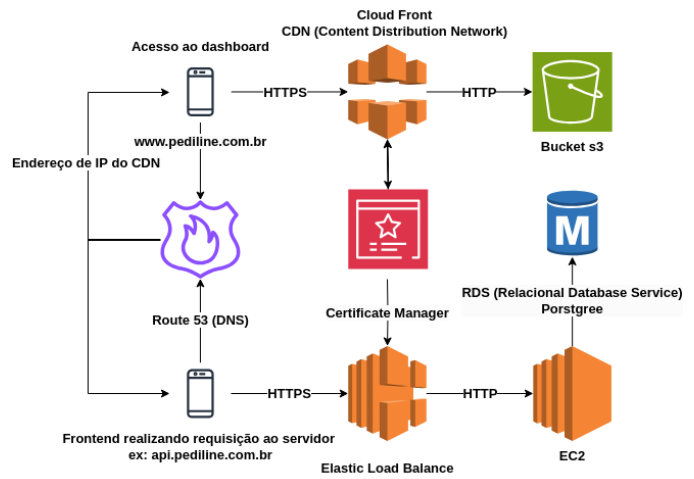 Cloud Front
CDN (Content Distribution Network)
Acesso ao dashboard
HTTPS
HTTP
www.pediline.com.br
Bucket s3
Endereço de IP do CDN
M
RDS (Relacional Database Service)
Porstgree
Route 53 (DNS)
Certificate Manager
HTTPS
HTTP
Frontend realizando requisição ao servidor
ex: api.pediline.com.br
Elastic Load Balance
EC2